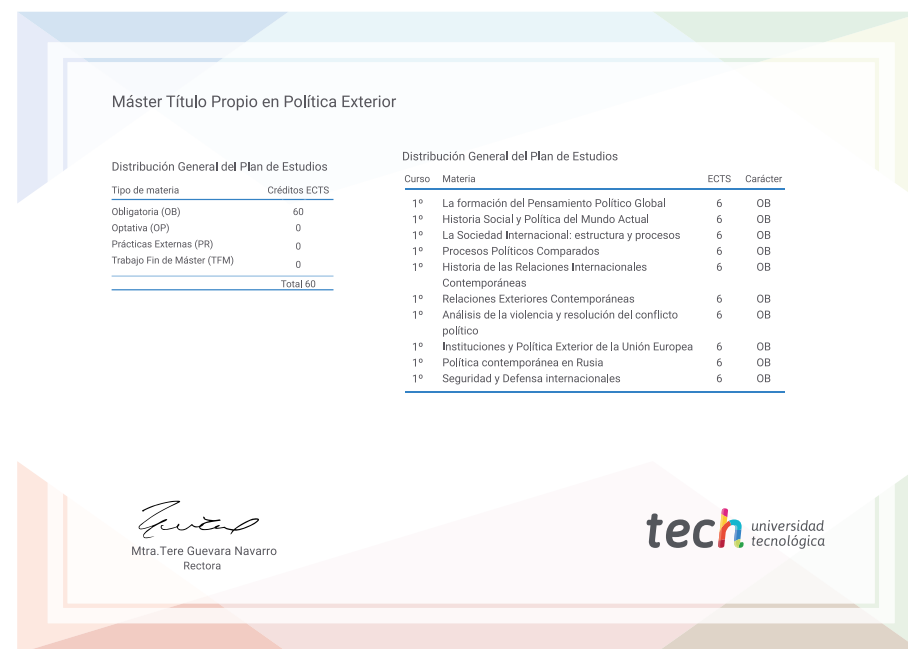 Máster Título Propio en Política Exterior
Distribución General del Plan de Estudios
Tipo de materia Créditos ECTS
Obligatoria (OB) 60
Optativa (OP) 0
Prácticas Externas (PR) 0
Trabajo Fin de Máster (TFM) 0
Total 60
Distribución General del Plan de Estudios
Curso Materia ECTS Carácter
1º La formación del Pensamiento Político Global 6 OB
1º Historia Social y Política del Mundo Actual 6 OB
1º La Sociedad Internacional: estructura y procesos 6 OB
1º Procesos Políticos Comparados 6 OB
1º Historia de las Relaciones Internacionales 6 OB
Contemporáneas
1º Relaciones Exteriores Contemporáneas 6 OB
1º Análisis de la violencia y resolución del conflicto 6 OB
político
1º Instituciones y Política Exterior de la Unión Europea 6 OB
1º Política contemporánea en Rusia 6 OB
1º Seguridad y Defensa internacionales 6 OB
Mtra.Tere Guevara Navarro
Rectora
tech universidad
tecnológica